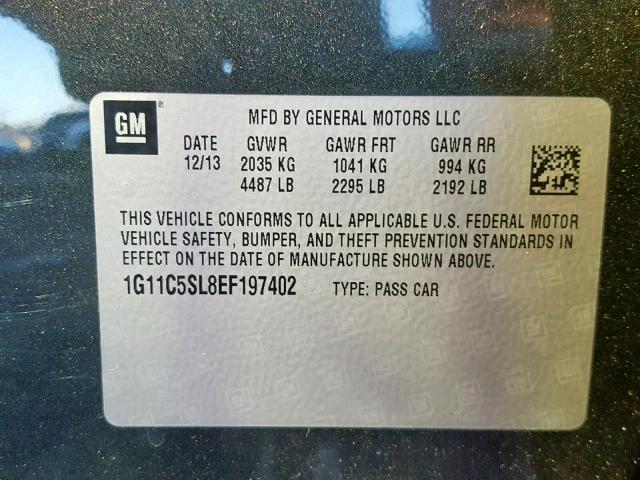 GM
MFD BY GENERAL MOTORS LLC
DATE GVWR GAWR FRT GAWR RR
12/13 2035 KG 1041 KG 994 KG
4487 LB 2295 LB 2192 LB
THIS VEHICLE CONFORMS TO ALL APPLICABLE U.S. FEDERAL MOTOR
VEHICLE SAFETY, BUMPER, AND THEFT PREVENTION STANDARDS IN
EFFECT ON THE DATE OF MANUFACTURE SHOWN ABOVE.
1G11C5SL8EF197402 TYPE: PASS CAR